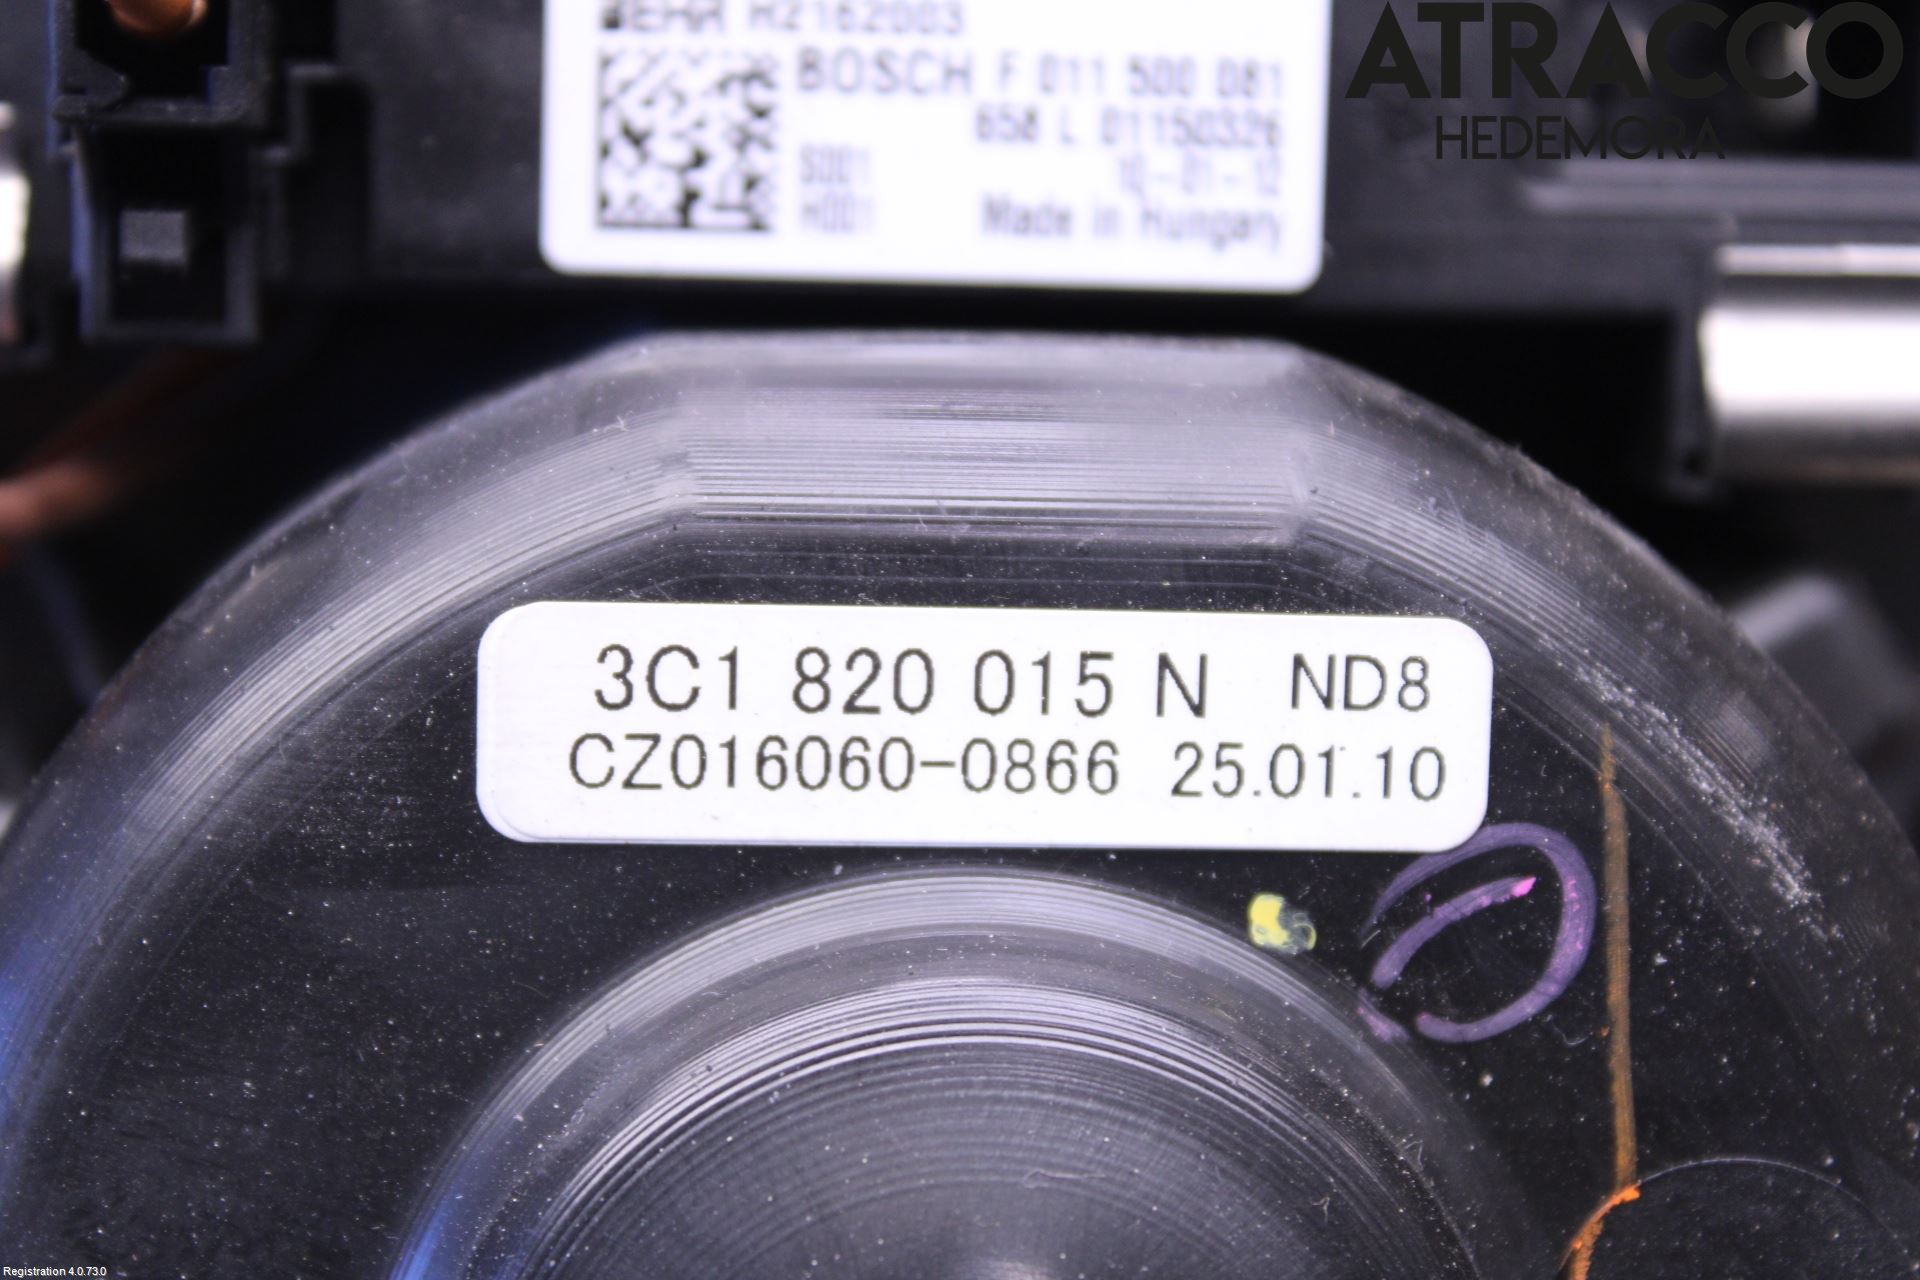 BEHR H2162003
BOSCH F 011 500 081
658 L 01150326
S001 10-01-12
H001 Made in Hungary
ATRACCO
HEDEMORA
3C1 820 015 N ND8
CZ016060-0866 25.01.10
Registration 4.0.73.0